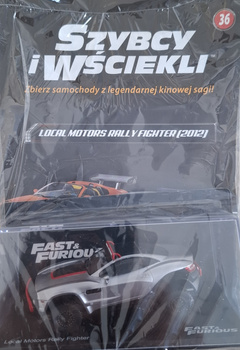 36
SZYBCY
i WŚCIEKLI
Zbierz samochody z legendarnej kinowej sagi!
LOCAL MOTORS RALLY FIGHTER (2012)
FAST &
FURIOUS
Local Motors Rally Fighter
FAST &
FURIOUS